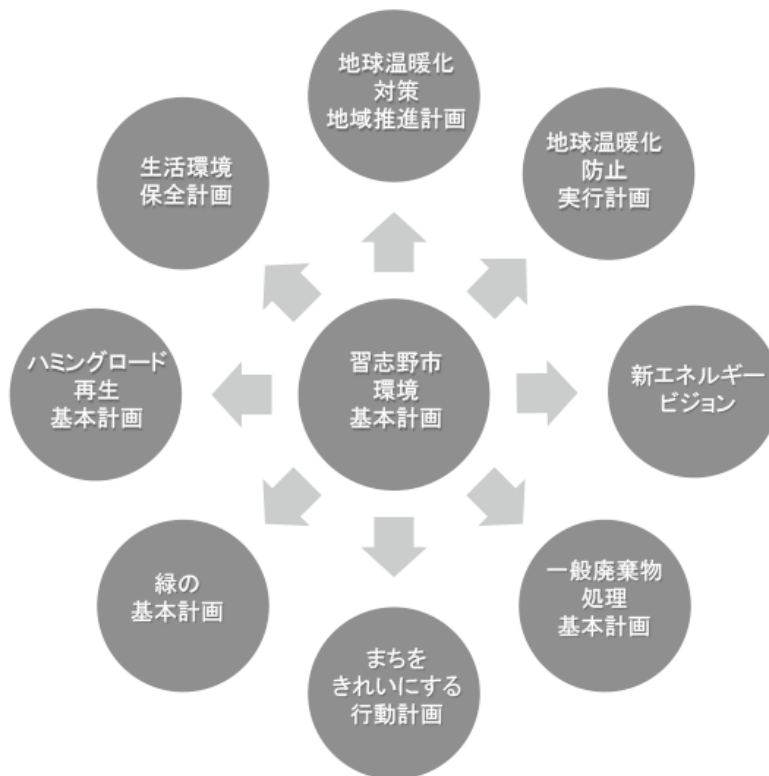 地球温暖化
対策
地域推進計画
地球温暖化
防止
実行計画
生活環境
保全計画
ハミングロード
再生
基本計画
習志野市
環境
基本計画
新エネルギー
ビジョン
緑の
基本計画
一般廃棄物
処理
基本計画
まちを
きれいにする
行動計画